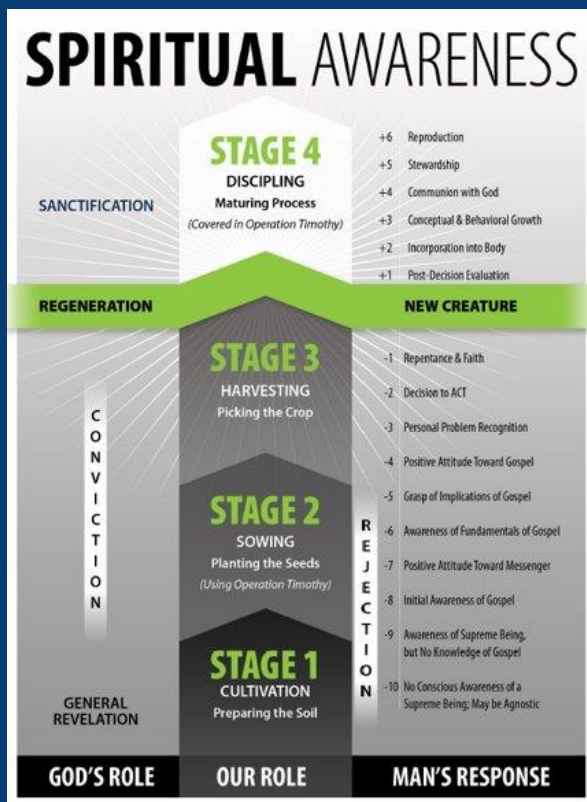 SPIRITUAL AWARENESS
STAGE 4
DISCIPLING
Maturing Process
(Covered in Operation Timothy)
SANCTIFICATION
+6 Reproduction
+5 Stewardship
+4 Communion with God
+3 Conceptual & Behavioral Growth
+2 Incorporation into Body
+1 Post-Decision Evaluation
REGENERATION
NEW CREATURE
STAGE 3
HARVESTING
Picking the Crop
CONVICTION
-1 Repentance & Faith
-2 Decision to ACT
-3 Personal Problem Recognition
-4 Positive Attitude Toward Gospel
-5 Grasp of Implications of Gospel
STAGE 2
SOWING
Planting the Seeds
(Using Operation Timothy)
REJECTION
-6 Awareness of Fundamentals of Gospel
-7 Positive Attitude Toward Messenger
-8 Initial Awareness of Gospel
-9 Awareness of Supreme Being,
but No Knowledge of Gospel
-10 No Conscious Awareness of a
Supreme Being; May be Agnostic
STAGE 1
CULTIVATION
Preparing the Soil
GENERAL
REVELATION
GOD'S ROLE
OUR ROLE
MAN'S RESPONSE